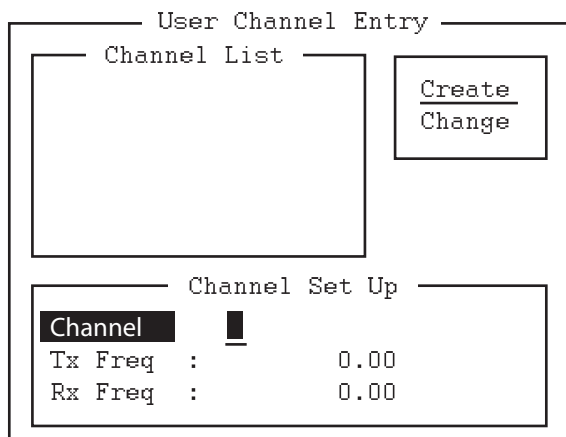 User Channel Entry
Channel List
Create
Change
Channel Set Up
Channel
Tx Freq : 0.00
Rx Freq : 0.00